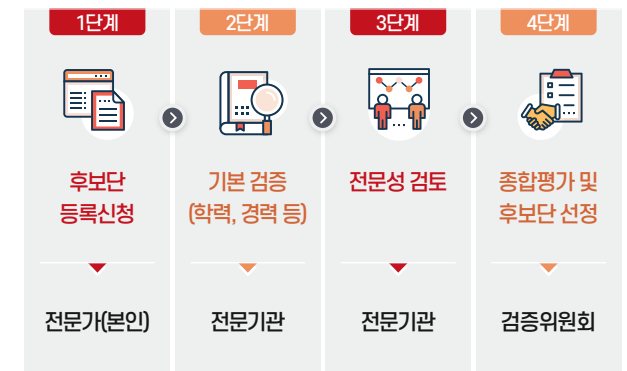 1단계
후보단
등록신청
전문가(본인)
2단계
기본 검증
(학력, 경력 등)
전문기관
3단계
전문성 검토
전문기관
4단계
종합평가 및
후보단 선정
검증위원회